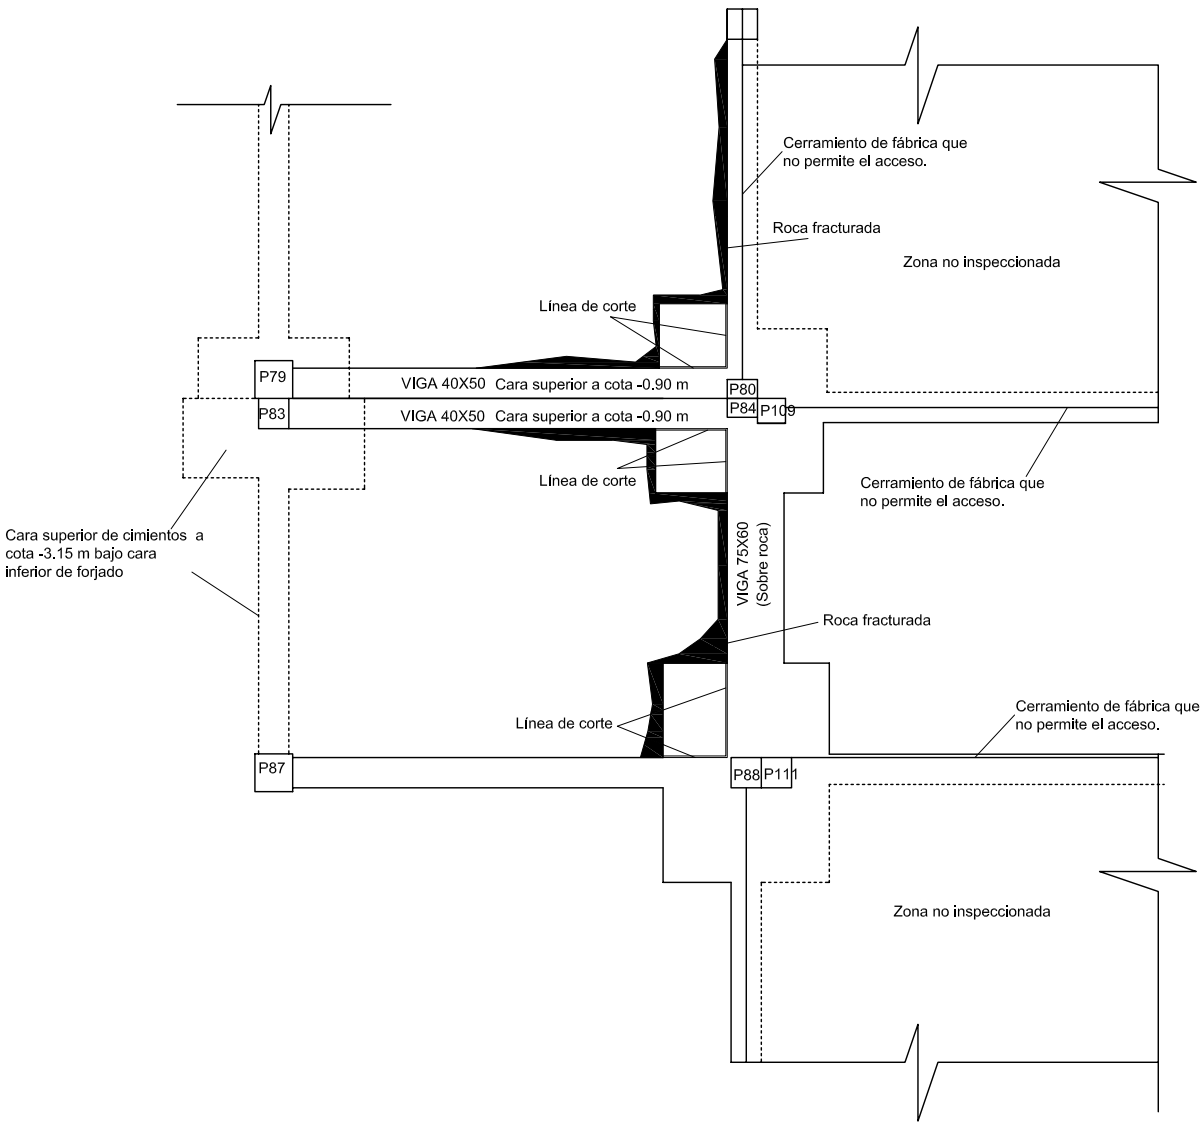 Cerramiento de fábrica que
no permite el acceso.
Roca fracturada
Zona no inspeccionada
Línea de corte
P79
VIGA 40X50 Cara superior a cota -0.90 m
P80
P83
VIGA 40X50 Cara superior a cota -0.90 m
P84
P109
Línea de corte
Cerramiento de fábrica que
no permite el acceso.
Cara superior de cimientos a
cota -3.15 m bajo cara
inferior de forjado
VIGA 75X60
(Sobre roca)
Roca fracturada
Línea de corte
Cerramiento de fábrica que
no permite el acceso.
P87
P88
P111
Zona no inspeccionada